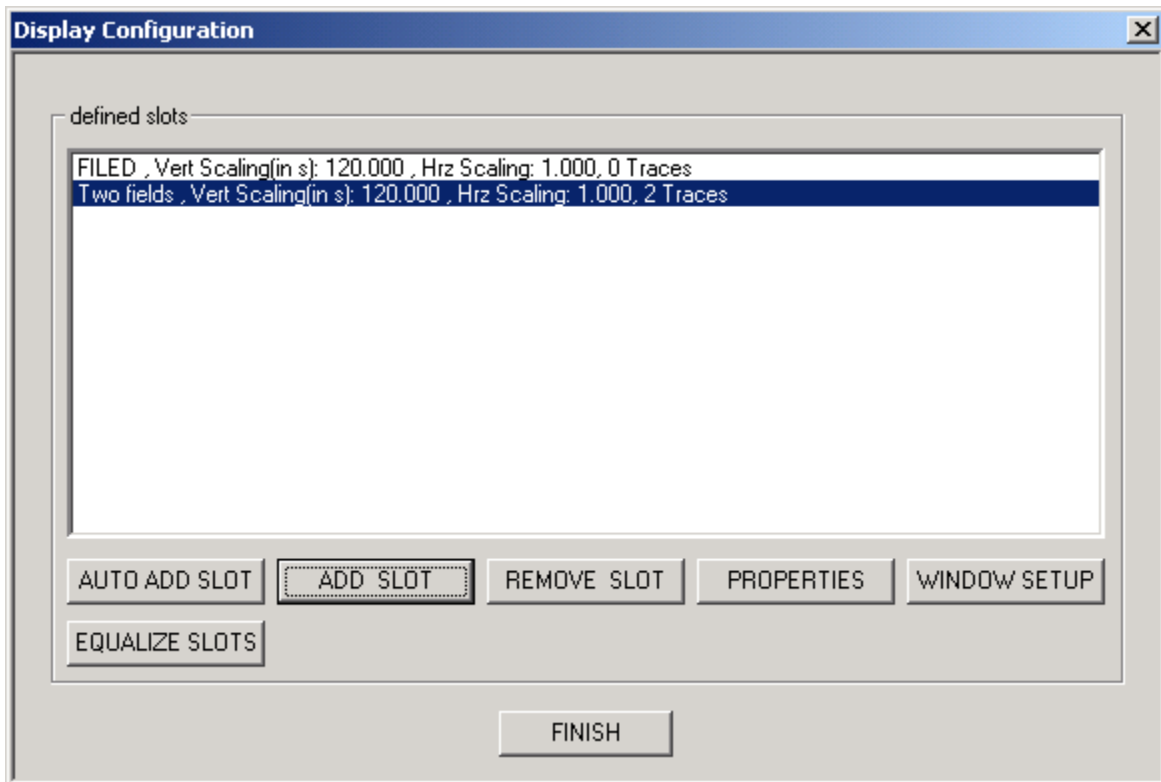 Display Configuration
defined slots
FILED , Vert Scaling(in s): 120.000 , Hrz Scaling: 1.000, 0 Traces
Two fields , Vert Scaling(in s): 120.000 , Hrz Scaling: 1.000, 2 Traces
AUTO ADD SLOT ADD SLOT REMOVE SLOT PROPERTIES WINDOW SETUP
EQUALIZE SLOTS
FINISH